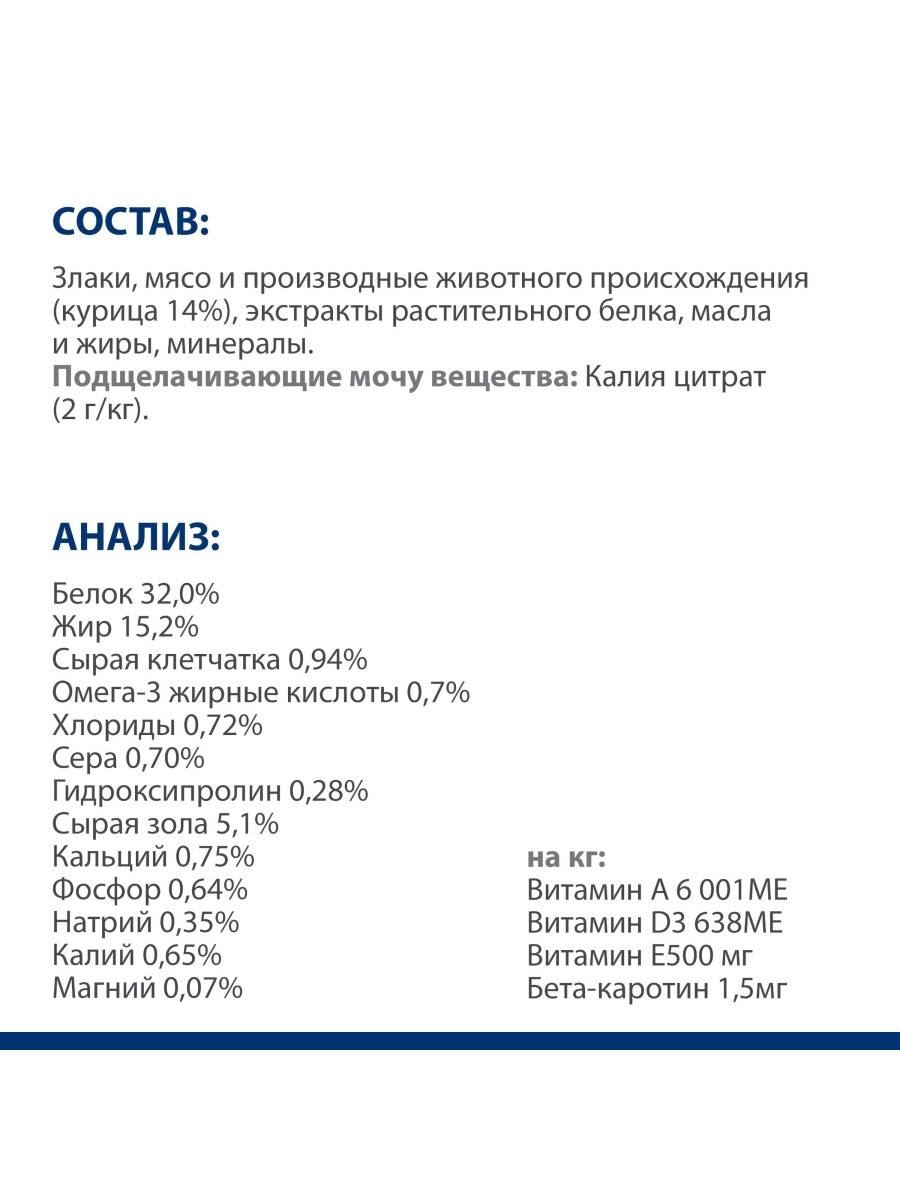 СОСТАВ:
Злаки, мясо и производные животного происхождения
(курица 14%), экстракты растительного белка, масла
и жиры, минералы.
Подщелачивающие мочу вещества: Калия цитрат
(2 г/кг).
АНАЛИЗ:
Белок 32,0%
Жир 15,2%
Сырая клетчатка 0,94%
Омега-3 жирные кислоты 0,7%
Хлориды 0,72%
Сера 0,70%
Гидроксипролин 0,28%
Сырая зола 5,1%
Кальций 0,75%
Фосфор 0,64%
Натрий 0,35%
Калий 0,65%
Магний 0,07%
на кг:
Витамин А 6 001МЕ
Витамин D3 638МЕ
Витамин Е500 мг
Бета-каротин 1,5мг